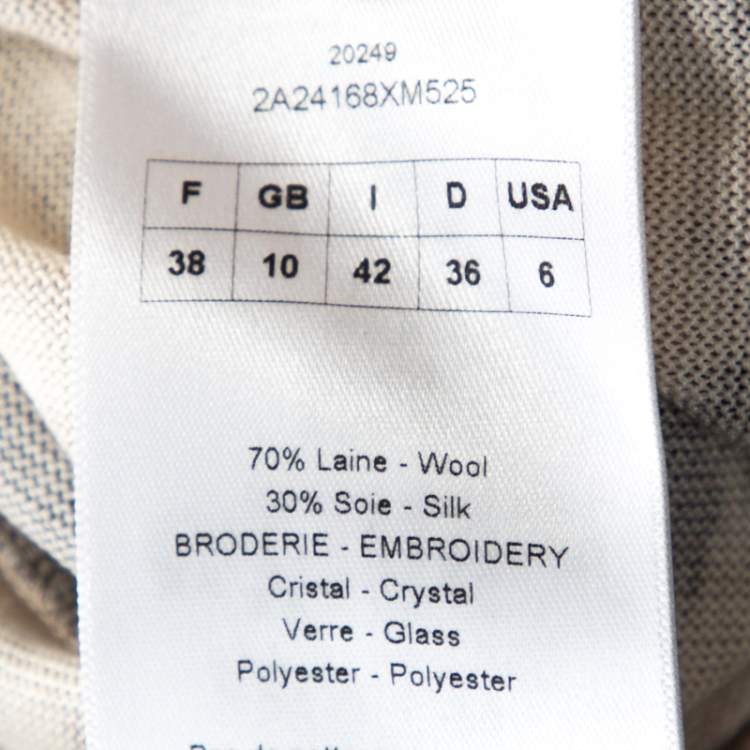 20249
2A24168XM525
F GB I D USA
38 10 42 36 6
70% Laine - Wool
30% Soie - Silk
BRODERIE - EMBROIDERY
Cristal - Crystal
Verre - Glass
Polyester - Polyester